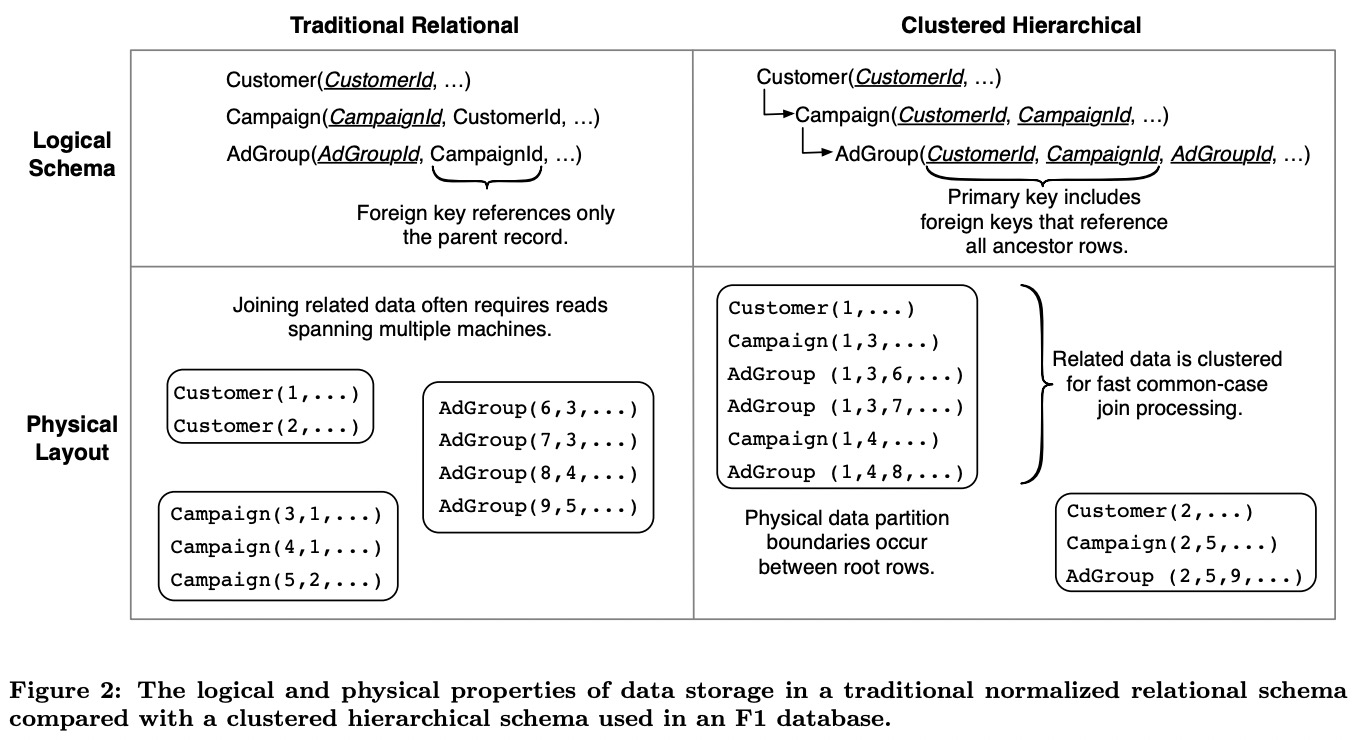 Traditional Relational
Clustered Hierarchical
Logical
Schema
Customer(CustomerId, …)
Campaign(CampaignId, CustomerId, …)
AdGroup(AdGroupId, CampaignId, …)
Foreign key references only
the parent record.
Customer(CustomerId, …)
Campaign(CustomerId, CampaignId, …)
AdGroup(CustomerId, CampaignId, AdGroupId, …)
Primary key includes
foreign keys that reference
all ancestor rows.
Physical
Layout
Joining related data often requires reads
spanning multiple machines.
Customer(1,...)
Customer(2,...)
AdGroup(6,3,...)
AdGroup(7,3,...)
AdGroup(8,4,...)
AdGroup(9,5,...)
Campaign(3,1,...)
Campaign(4,1,...)
Campaign(5,2,...)
Customer(1,...)
Campaign(1,3,...)
AdGroup (1,3,6,...)
AdGroup (1,3,7,...)
Campaign(1,4,...)
AdGroup (1,4,8,...)
Related data is clustered
for fast common-case
join processing.
Physical data partition
boundaries occur
between root rows.
Customer(2,...)
Campaign(2,5,...)
AdGroup (2,5,9,...)
Figure 2: The logical and physical properties of data storage in a traditional normalized relational schema
compared with a clustered hierarchical schema used in an F1 database.